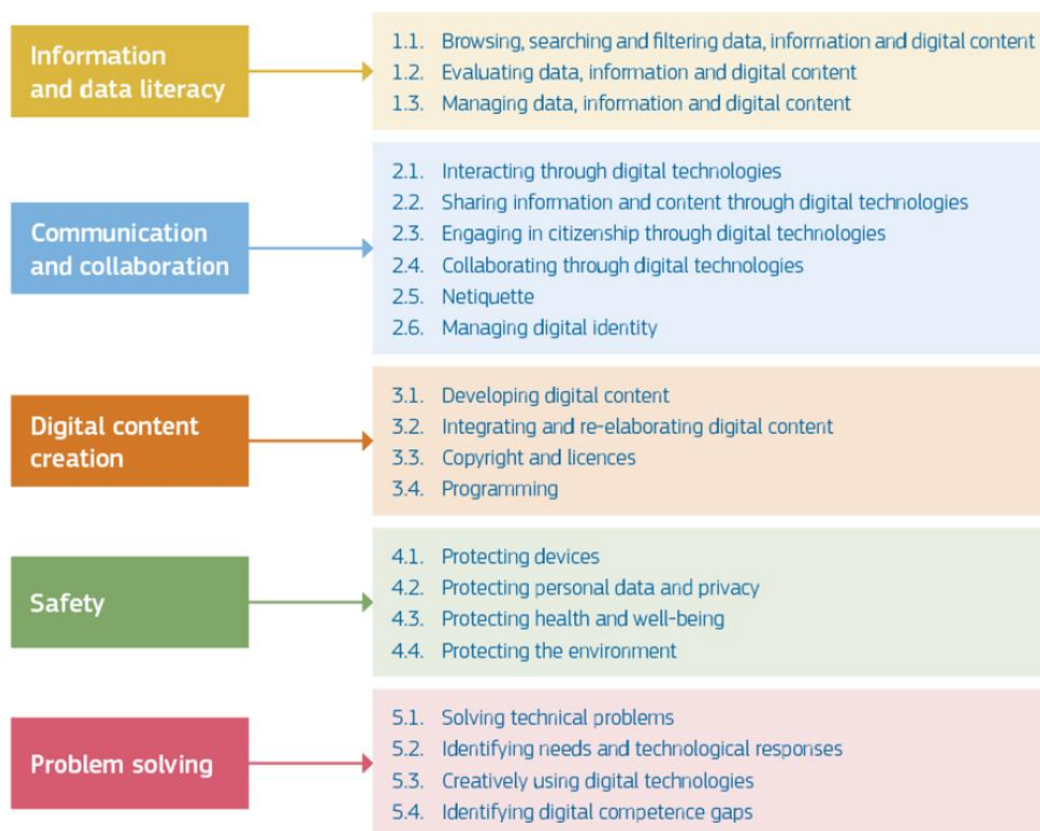 Information
and data literacy
1.1. Browsing, searching and filtering data, information and digital content
1.2. Evaluating data, information and digital content
1.3. Managing data, information and digital content
Communication
and collaboration
2.1. Interacting through digital technologies
2.2. Sharing information and content through digital technologies
2.3. Engaging in citizenship through digital technologies
2.4. Collaborating through digital technologies
2.5. Netiquette
2.6. Managing digital identity
Digital content
creation
3.1. Developing digital content
3.2. Integrating and re-elaborating digital content
3.3. Copyright and licences
3.4. Programming
Safety
4.1. Protecting devices
4.2. Protecting personal data and privacy
4.3. Protecting health and well-being
4.4. Protecting the environment
Problem solving
5.1. Solving technical problems
5.2. Identifying needs and technological responses
5.3. Creatively using digital technologies
5.4. Identifying digital competence gaps